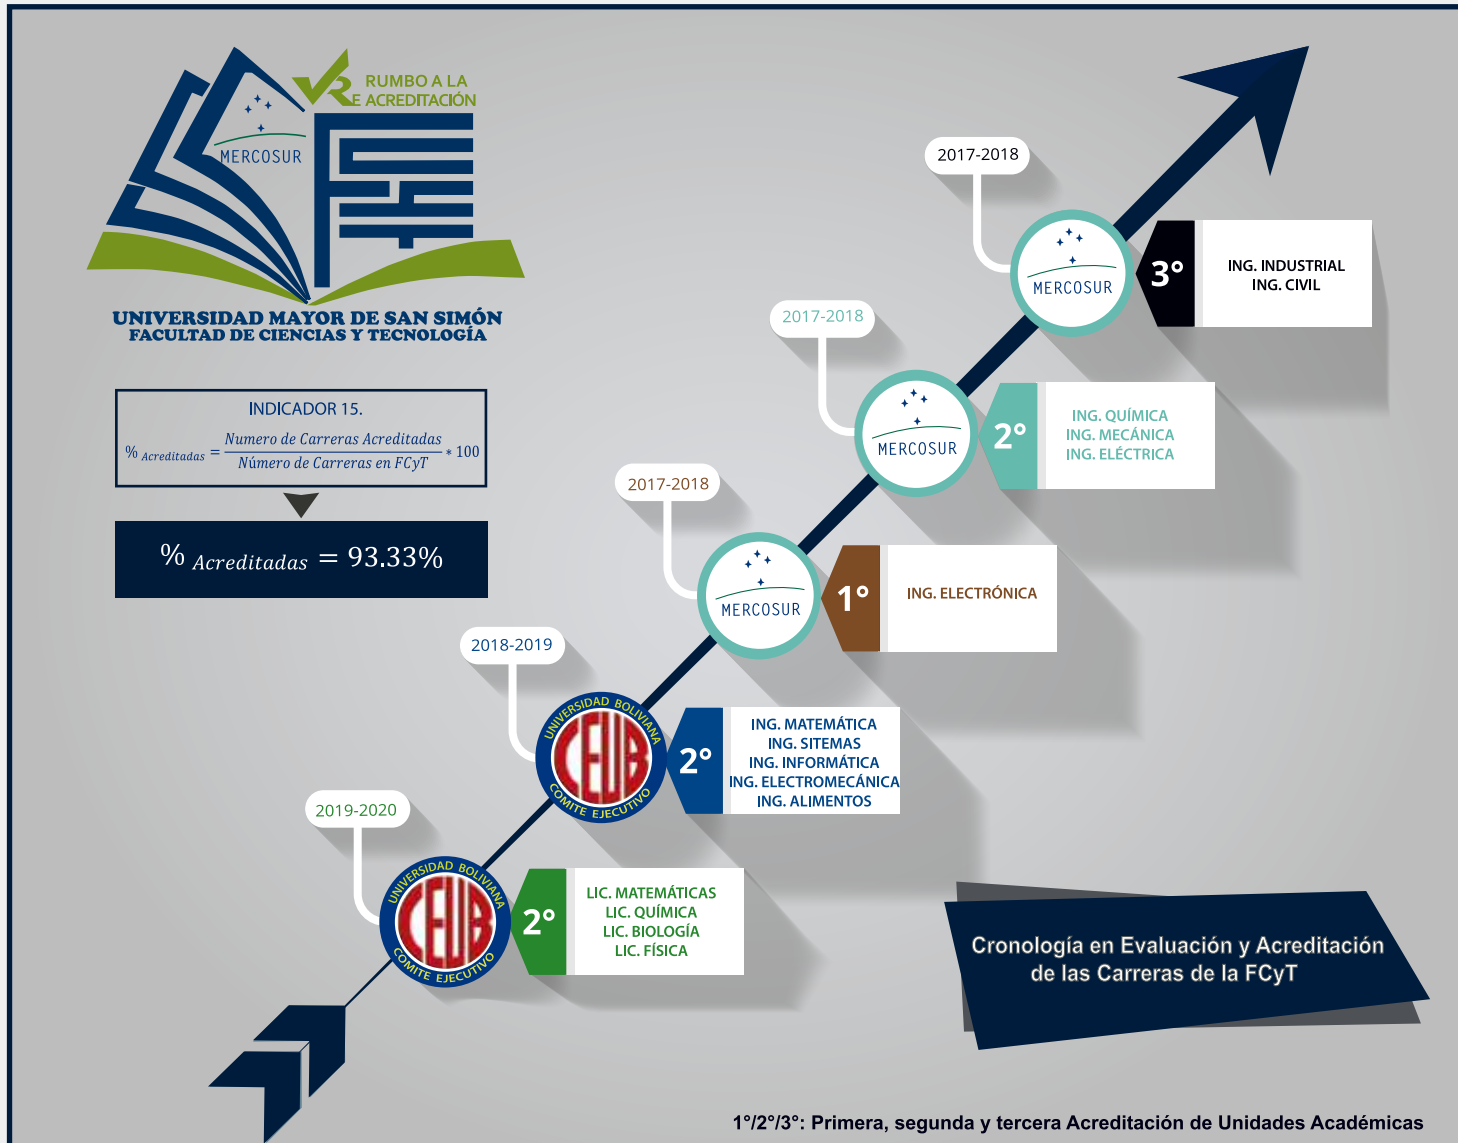 RUMBO A LA
RE ACREDITACIÓN
MERCOSUR
UNIVERSIDAD MAYOR DE SAN SIMÓN
FACULTAD DE CIENCIAS Y TECNOLOGÍA
INDICADOR 15.
% Acreditadas = Numero de Carreras Acreditadas / Número de Carreras en FCyT * 100
% Acreditadas = 93.33%
2017-2018
MERCOSUR
3°
ING. INDUSTRIAL
ING. CIVIL
2017-2018
MERCOSUR
2°
ING. QUÍMICA
ING. MECÁNICA
ING. ELÉCTRICA
2017-2018
MERCOSUR
1°
ING. ELECTRÓNICA
2018-2019
UNIVERSIDAD BOLIVIANA
CEUB
COMITE EJECUTIVO
2°
ING. MATEMÁTICA
ING. SITEMAS
ING. INFORMÁTICA
ING. ELECTROMECÁNICA
ING. ALIMENTOS
2019-2020
UNIVERSIDAD BOLIVIANA
CEUB
COMITE EJECUTIVO
2°
LIC. MATEMÁTICAS
LIC. QUÍMICA
LIC. BIOLOGÍA
LIC. FÍSICA
Cronología en Evaluación y Acreditación
de las Carreras de la FCyT
1°/2°/3°: Primera, segunda y tercera Acreditación de Unidades Académicas